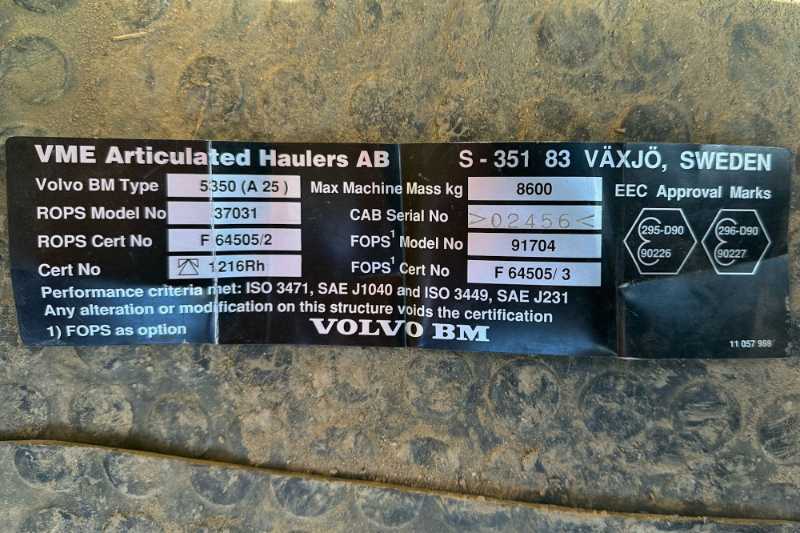 VME Articulated Haulers AB S - 351 83 VÄXJÖ, SWEDEN
Volvo BM Type 5350 (A 25) Max Machine Mass kg 8600 EEC Approval Marks
ROPS Model No 37031 CAB Serial No >02456<
ROPS Cert No F 64505/2 FOPS¹ Model No 91704
295-D90 90226 296-D90 90227
Cert No 1216Rh FOPS¹ Cert No F 64505/ 3
Performance criteria met: ISO 3471, SAE J1040 and ISO 3449, SAE J231
Any alteration or modification on this structure voids the certification
1) FOPS as option VOLVO BM